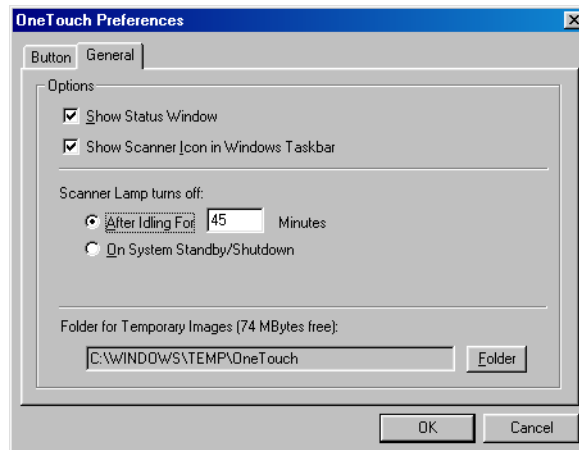 OneTouch Preferences
Button General
Options
Show Status Window
Show Scanner Icon in Windows Taskbar
Scanner Lamp turns off:
After Idling For 45 Minutes
On System Standby/Shutdown
Folder for Temporary Images (74 MBytes free):
C:\WINDOWS\TEMP\OneTouch Folder
OK Cancel